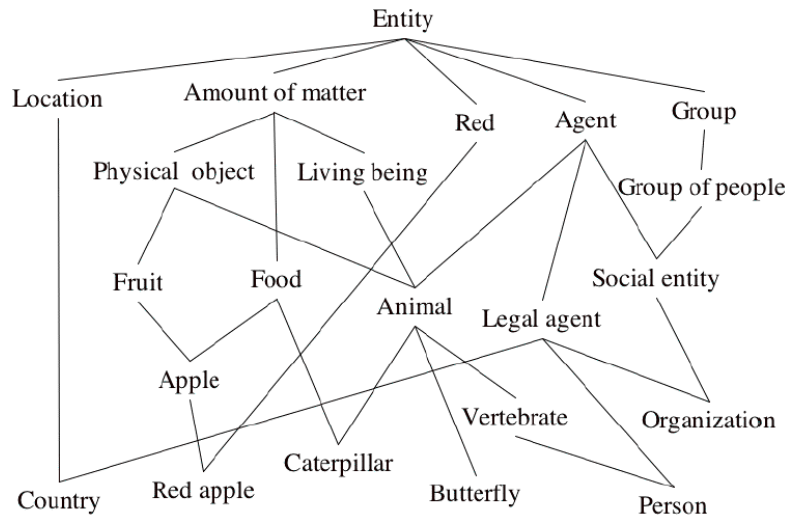 Entity
Location
Amount of matter
Red
Agent
Group
Physical object
Living being
Group of people
Fruit
Food
Animal
Legal agent
Social entity
Apple
Vertebrate
Organization
Country
Red apple
Caterpillar
Butterfly
Person